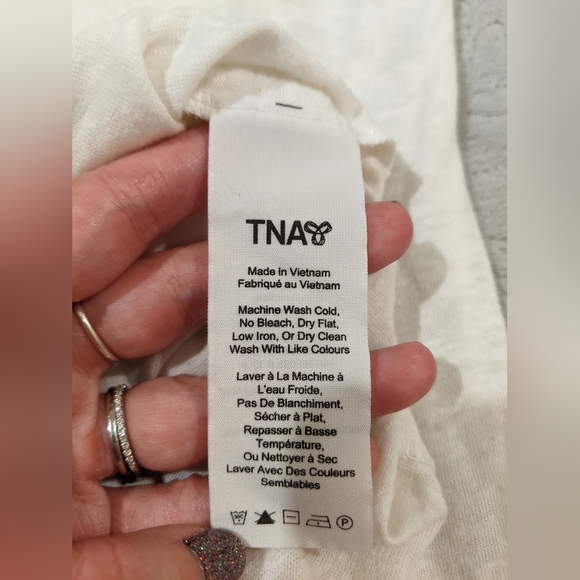 TNA
Made in Vietnam
Fabriqué au Vietnam
Machine Wash Cold,
No Bleach, Dry Flat,
Low Iron, Or Dry Clean
Wash With Like Colours
Laver à La Machine à
L'eau Froide,
Pas De Blanchiment,
Sécher à Plat,
Repasser à Basse
Température,
Ou Nettoyer à Sec
Laver Avec Des Couleurs
Semblables
30C P